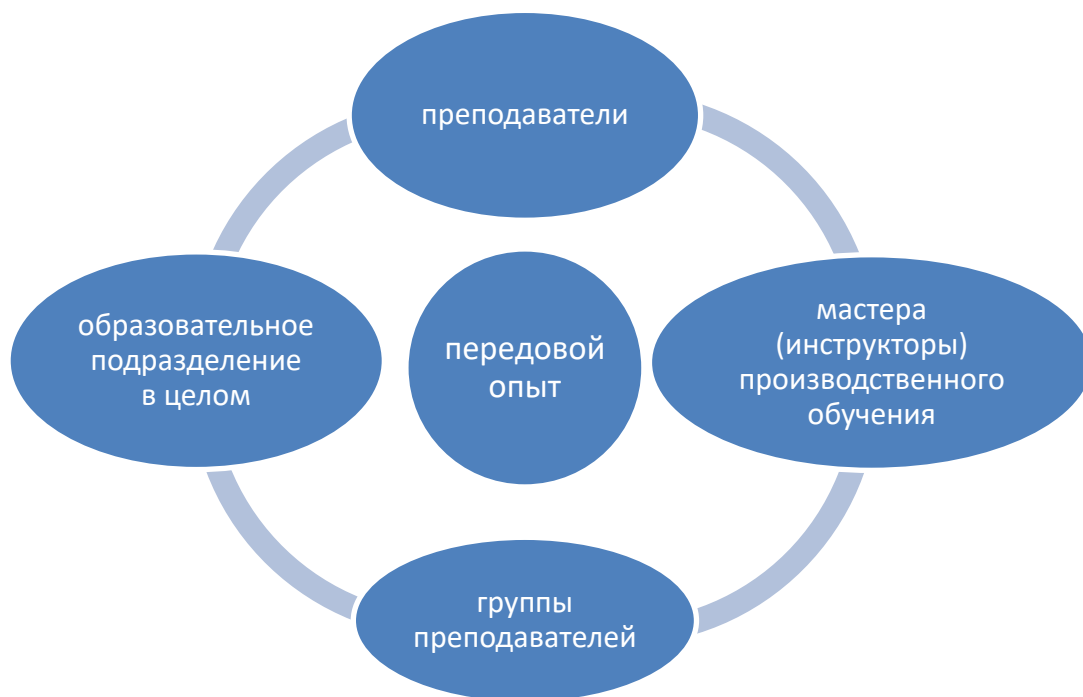 преподаватели
образовательное
подразделение
в целом
передовой
опыт
мастера
(инструкторы)
производственного
обучения
группы
преподавателей